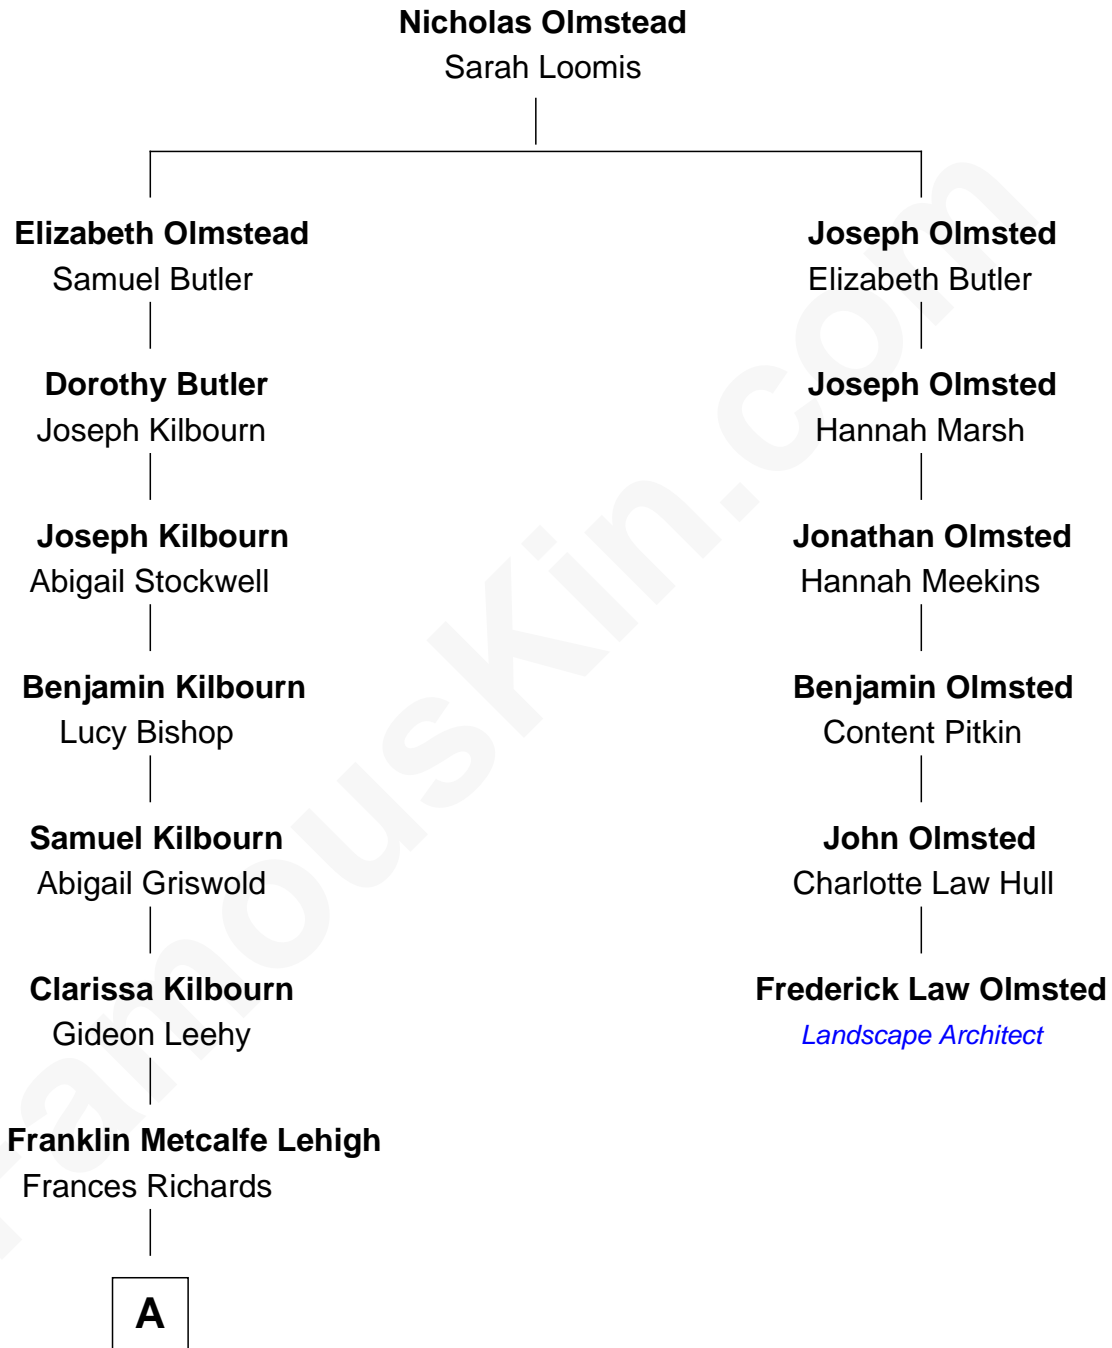 Nicholas Olmstead
Sarah Loomis
Elizabeth Olmstead
Samuel Butler
Joseph Olmsted
Elizabeth Butler
Dorothy Butler
Joseph Kilbourn
Joseph Olmsted
Hannah Marsh
Joseph Kilbourn
Abigail Stockwell
Jonathan Olmsted
Hannah Meekins
Benjamin Kilbourn
Lucy Bishop
Benjamin Olmsted
Content Pitkin
Samuel Kilbourn
Abigail Griswold
John Olmsted
Charlotte Law Hull
Clarissa Kilbourn
Gideon Leehy
Frederick Law Olmsted
Landscape Architect
Franklin Metcalfe Lehigh
Frances Richards
A
FamousKin.com